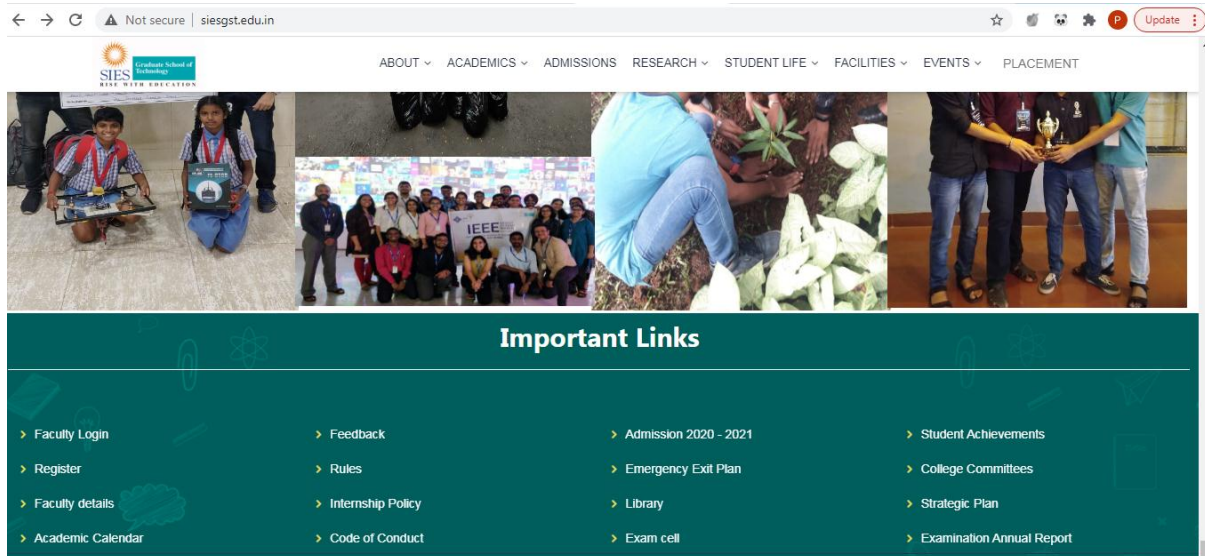 Not secure | siesgst.edu.in
P
Update
SIES Graduate School of Technology
RISE WITH EDUCATION
ABOUT ACADEMICS ADMISSIONS RESEARCH STUDENT LIFE FACILITIES EVENTS PLACEMENT
IEEE
Important Links
Faculty Login
Feedback
Admission 2020 - 2021
Student Achievements
Register
Rules
Emergency Exit Plan
College Committees
Faculty details
Internship Policy
Library
Strategic Plan
Academic Calendar
Code of Conduct
Exam cell
Examination Annual Report